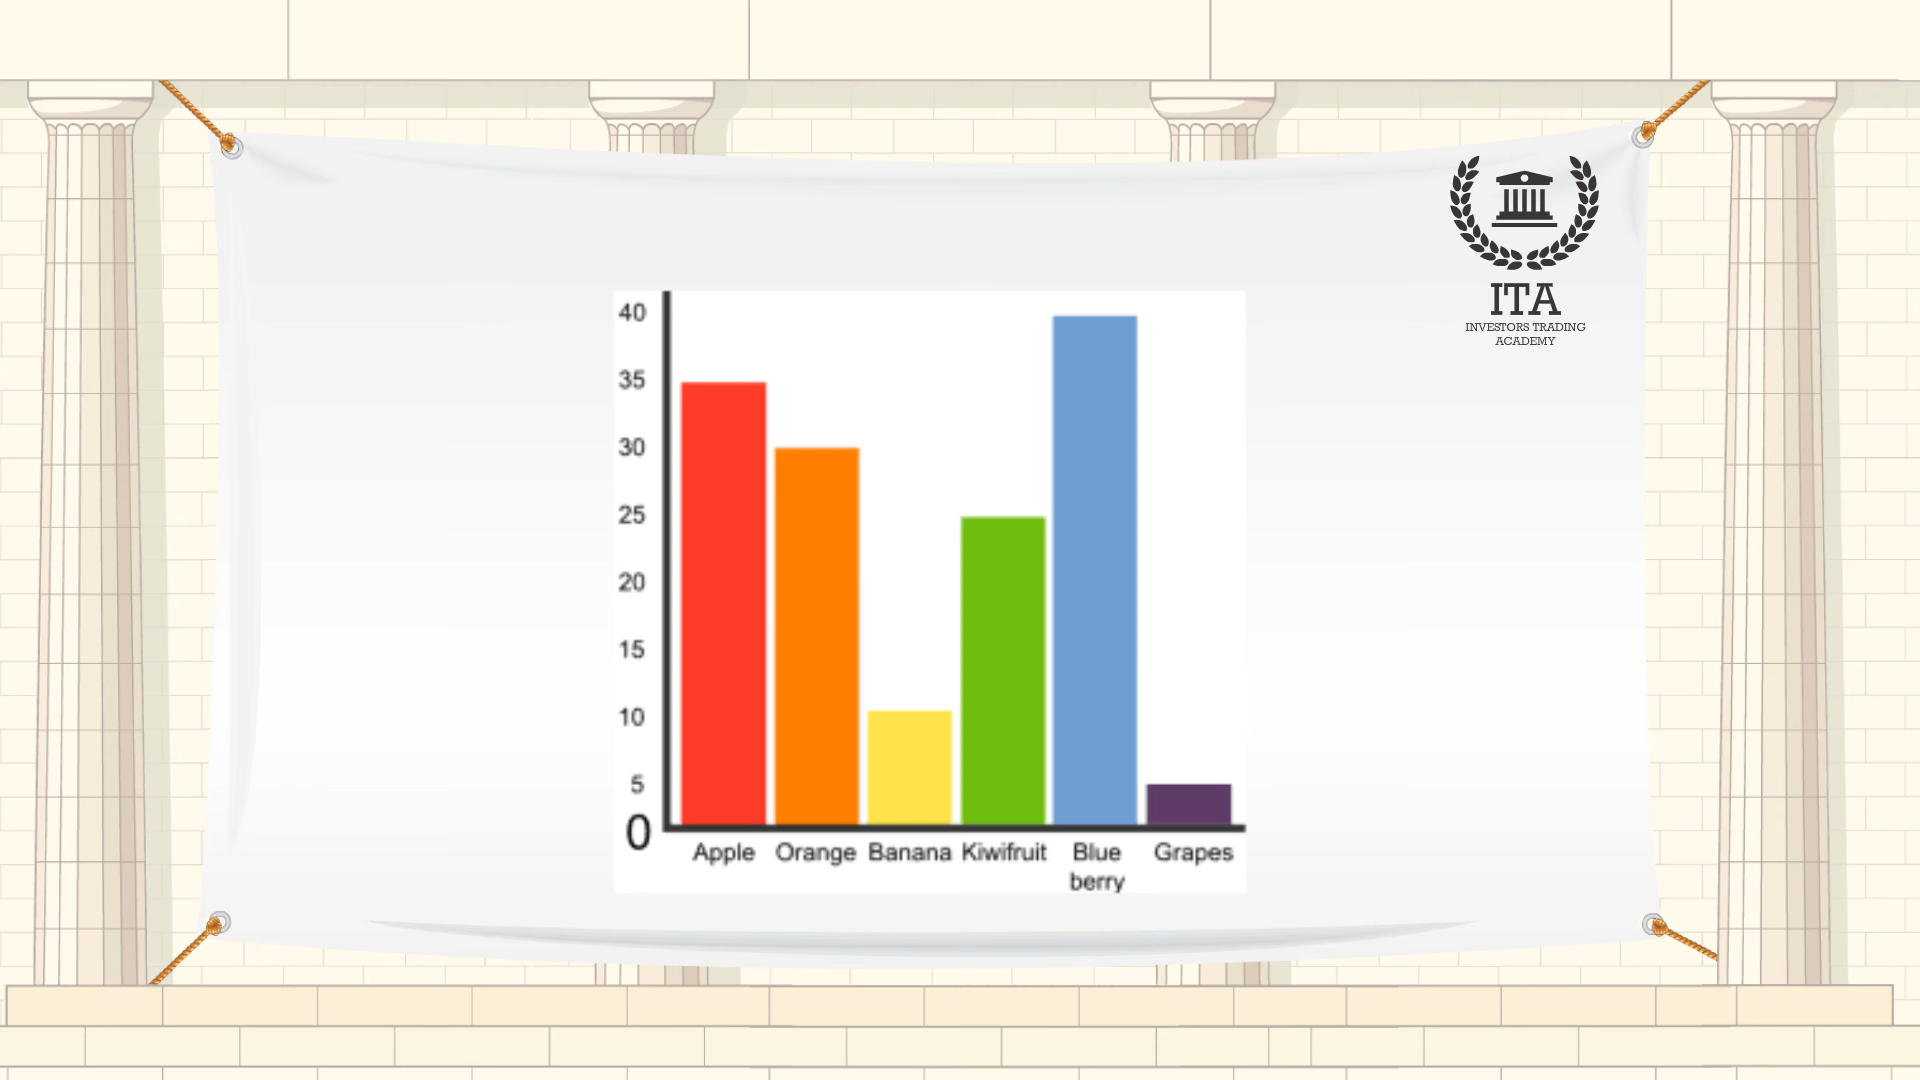 ITA
INVESTORS TRADING
ACADEMY
40
35
30
25
20
15
10
5
0
Apple Orange Banana Kiwifruit Blue Grapes
berry